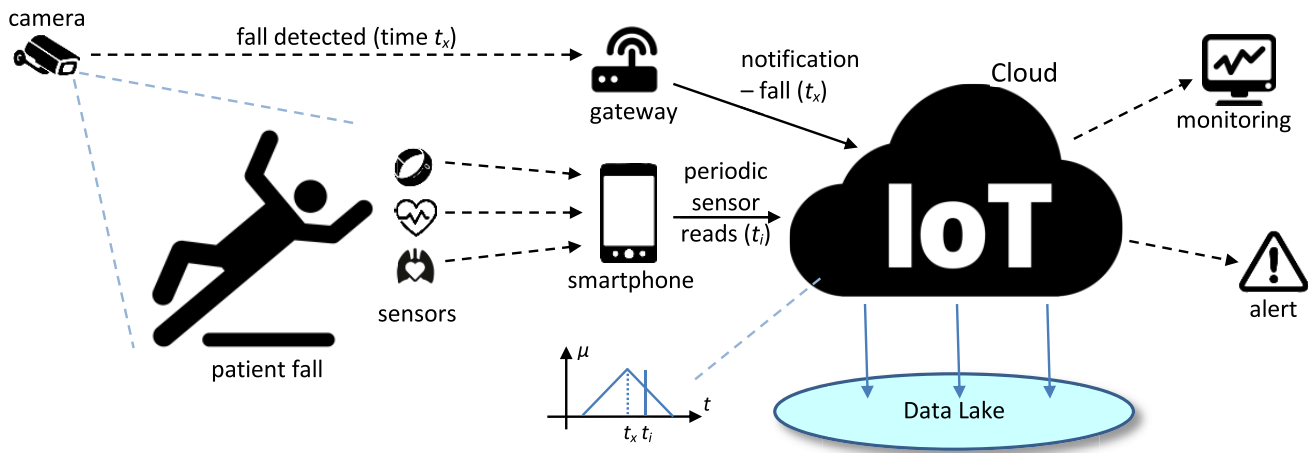 camera
fall detected (time tx)
gateway
notification
– fall (tx)
Cloud
IoT
monitoring
periodic
sensor
reads (ti)
smartphone
sensors
patient fall
alert
μ
t
tx ti
Data Lake